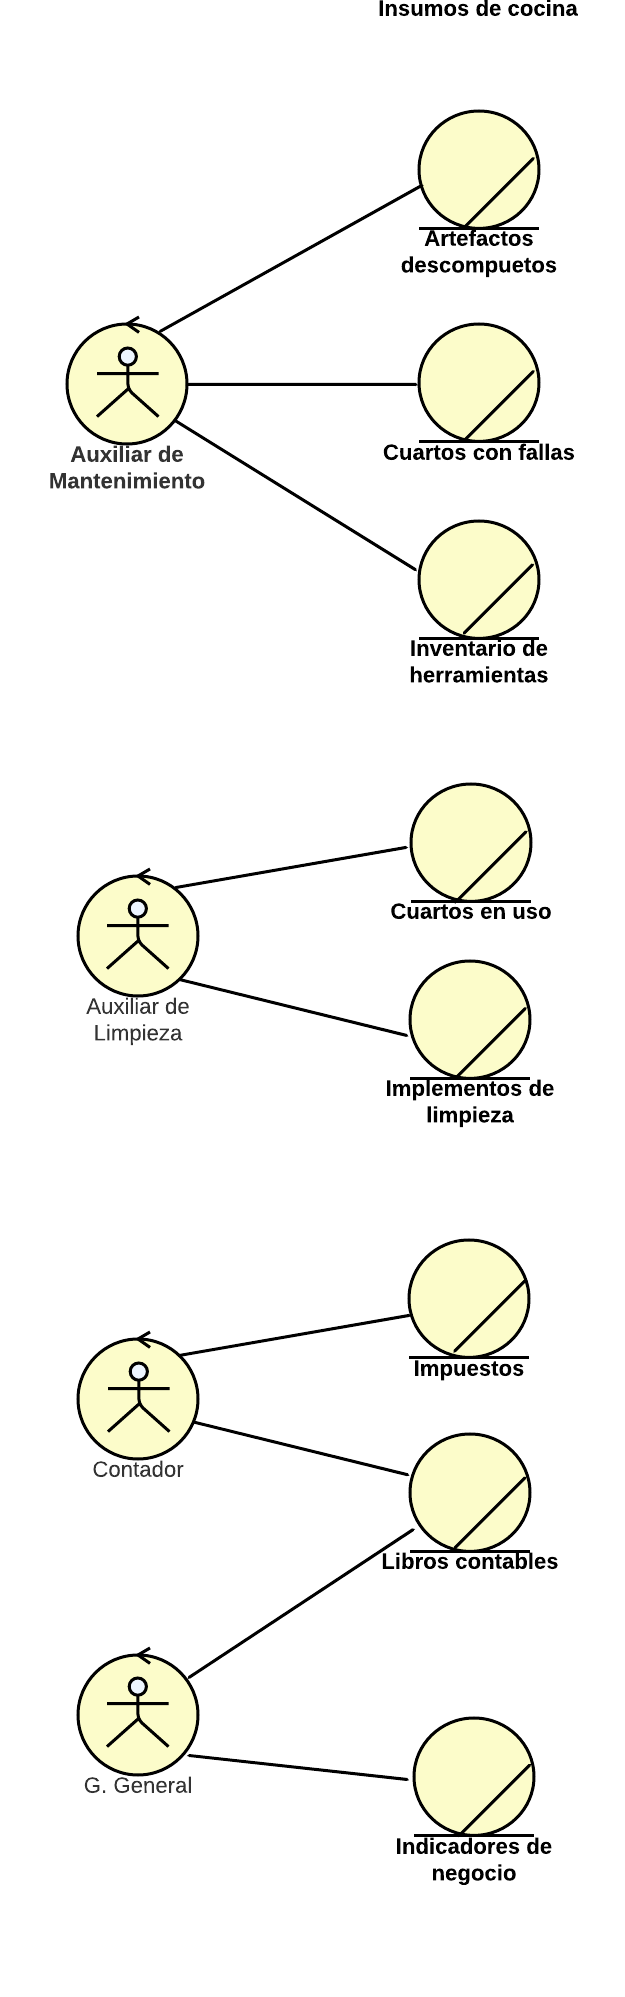 Insumos de cocina
Artefactos
descompuetos
Auxiliar de
Mantenimiento
Cuartos con fallas
Inventario de
herramientas
Cuartos en uso
Auxiliar de
Limpieza
Implementos de
limpieza
Impuestos
Contador
Libros contables
G. General
Indicadores de
negocio